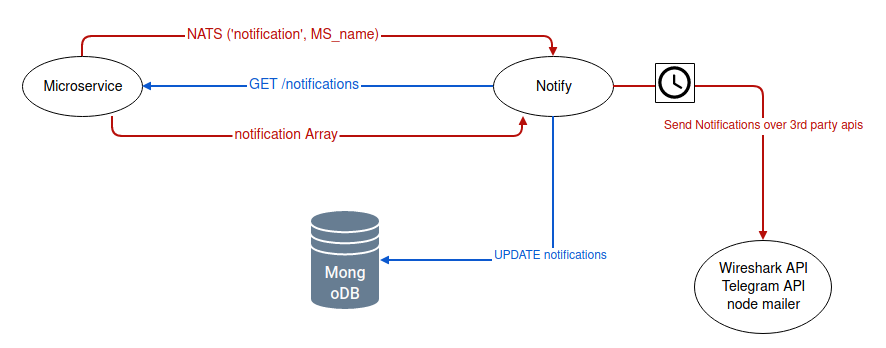 NATS ('notification', MS_name)
Microservice
GET /notifications
Notify
notification Array
Send Notifications over 3rd party apis
UPDATE notifications
Mong
oDB
Wireshark API
Telegram API
node mailer